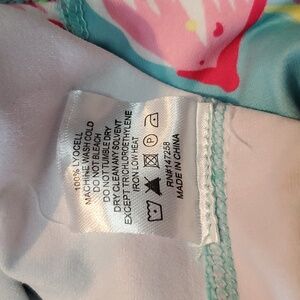 100% LYOCELL
MACHINE WASH COLD
DO NOT BLEACH
DO NOT TUMBLE DRY
DRY CLEAN ANY SOLVENT
EXCEPT TRICHLOROETHYLENE
IRON LOW HEAT
P
RN#147258
MADE IN CHINA